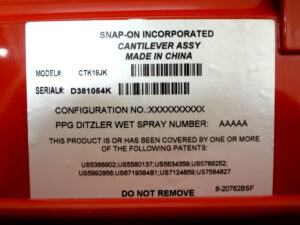 SNAP-ON INCORPORATED
CANTILEVER ASSY
MADE IN CHINA
MODEL#: CTK19JK
SERIAL#: D381054K
CONFIGURATION NO:XXXXXXXXXX
PPG DITZLER WET SPRAY NUMBER: AAAAA
THIS PRODUCT IS OR HAS BEEN COVERED BY ONE OR MORE
OF THE FOLLOWING PATENTS:
US5388902;US5580137;US5634359;US5788252;
US5992956;US6719384B1;US7124859;US7584827
DO NOT REMOVE 8-20762BSF